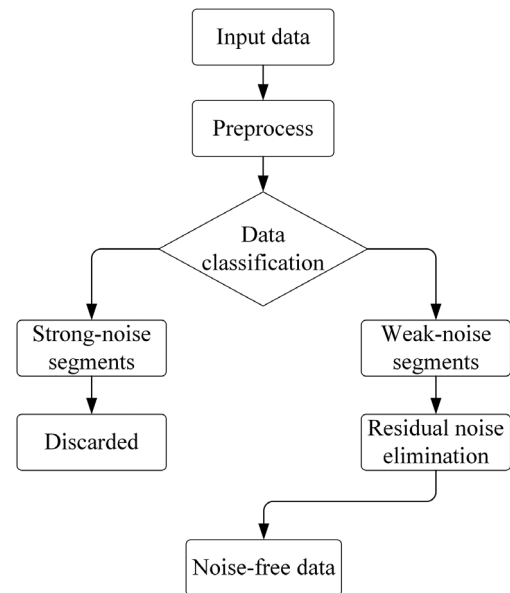 Input data
Preprocess
Data
classification
Strong-noise
segments
Weak-noise
segments
Discarded
Residual noise
elimination
Noise-free data